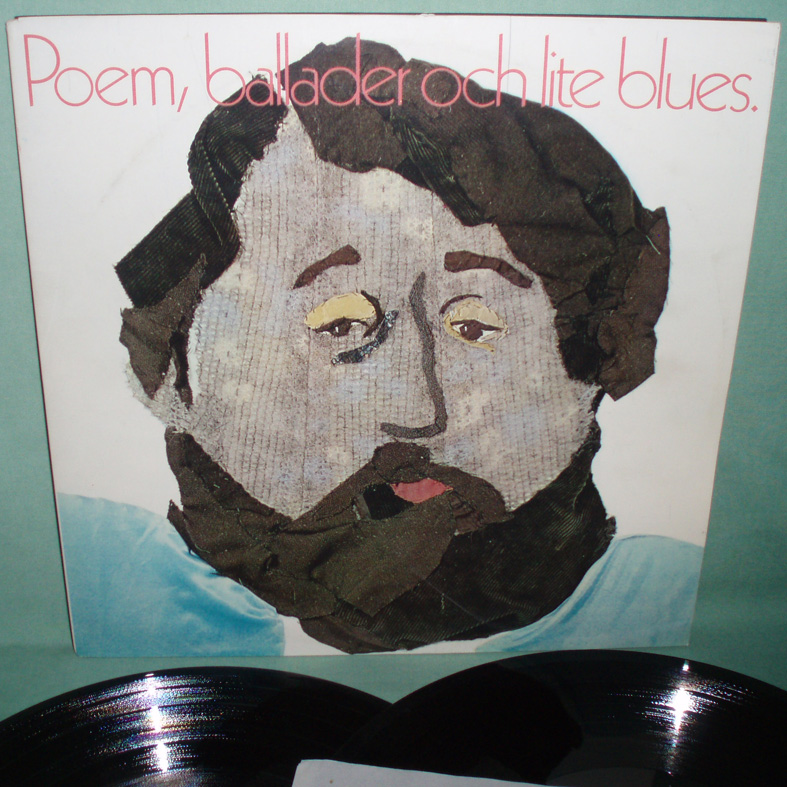 Poem, ballader och lite blues.